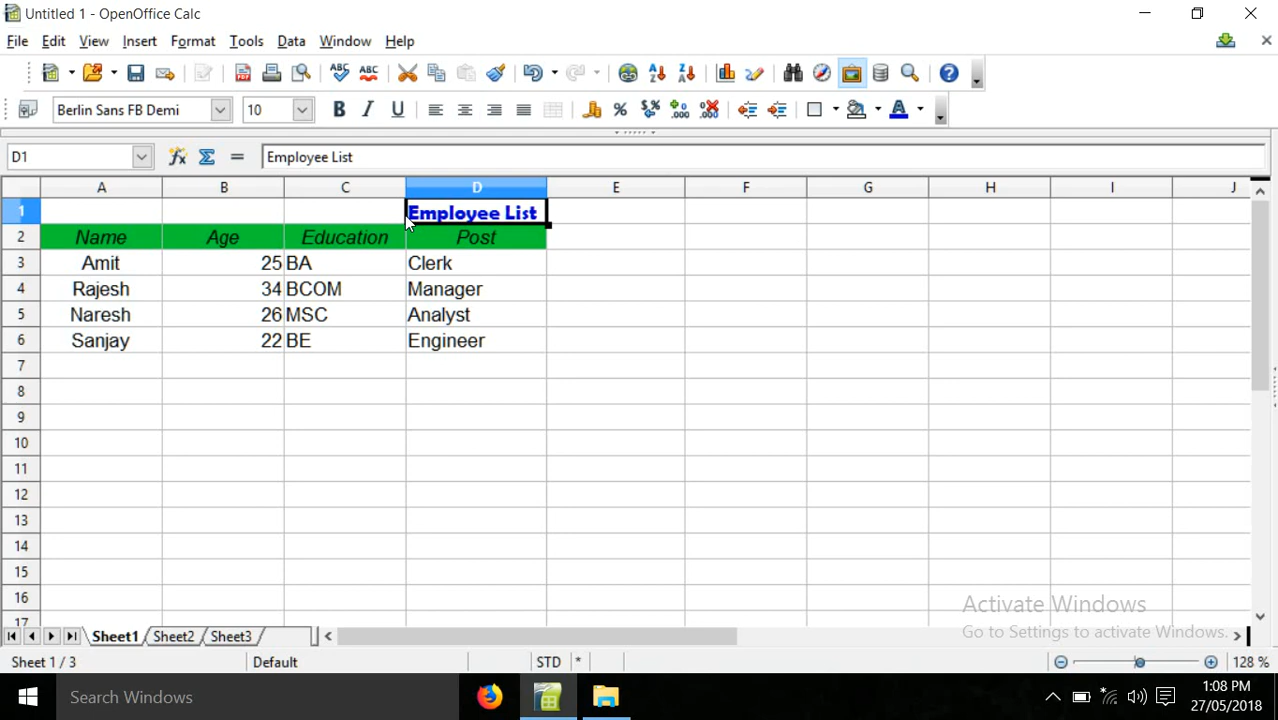 Untitled 1 - OpenOffice Calc
File Edit View Insert Format Tools Data Window Help
Berlin Sans FB Demi 10 B I U
D1 Employee List
A B C D E F G H I J
1 Employee List
2 Name Age Education Post
3 Amit 25 BA Clerk
4 Rajesh 34 BCOM Manager
5 Naresh 26 MSC Analyst
6 Sanjay 22 BE Engineer
7
8
9
10
11
12
13
14
15
16
17
Activate Windows
Go to Settings to activate Windows.
Sheet1 Sheet2 Sheet3
Sheet 1 / 3 Default STD * 128 %
Search Windows
1:08 PM
27/05/2018